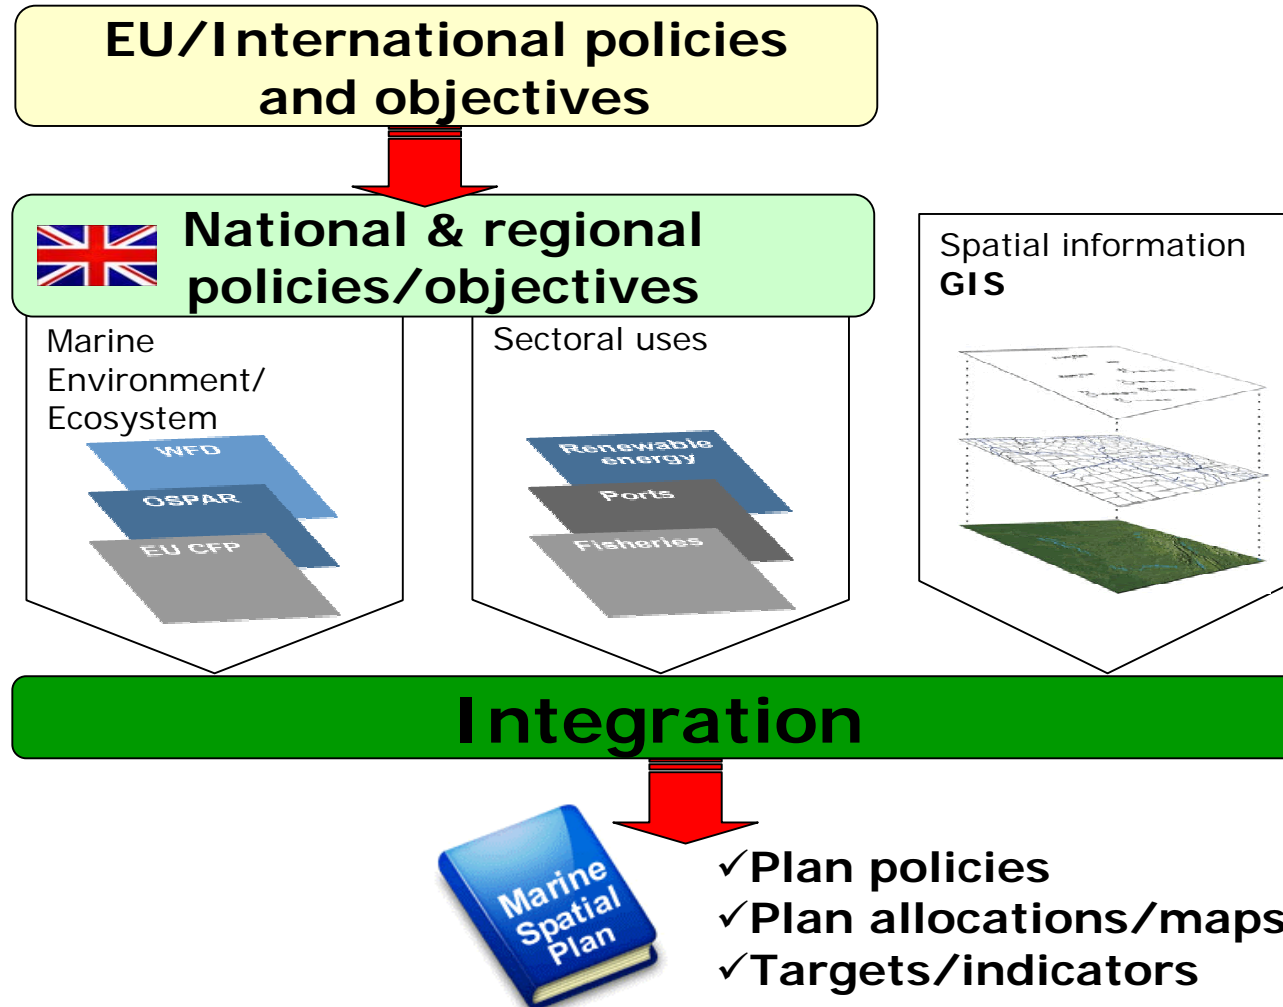 EU/International policies
and objectives
National & regional
policies/objectives
Marine
Environment/
Ecosystem
WFD
OSPAR
EU CFP
Sectoral uses
Renewable
energy
Ports
Fisheries
Spatial information
GIS
Integration
Marine
Spatial
Plan
✓Plan policies
✓Plan allocations/maps
✓Targets/indicators